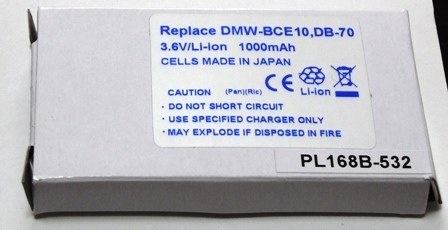 Replace DMW-BCE10,DB-70
3.6V/Li-ion 1000mAh
CELLS MADE IN JAPAN
CAUTION (Pan)(Ric) CE Li-ion
· DO NOT SHORT CIRCUIT
· USE SPECIFIED CHARGER ONLY
· MAY EXPLODE IF DISPOSED IN FIRE
PL168B-532